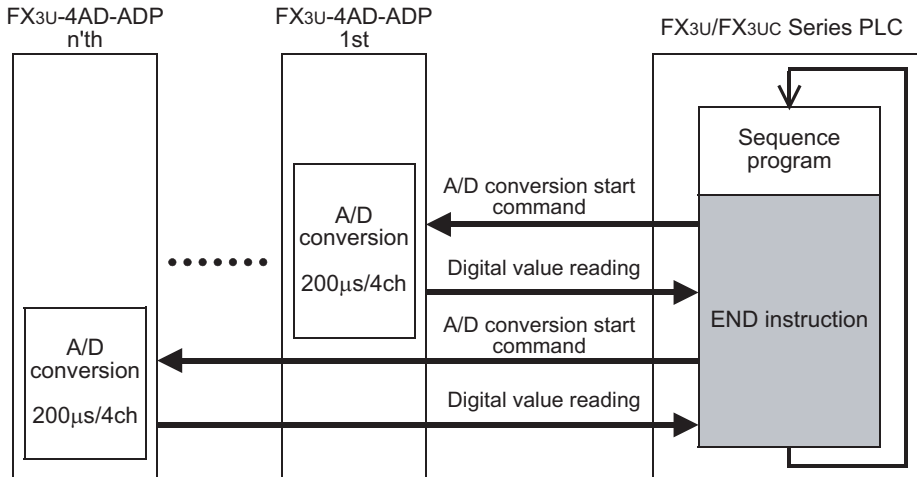 FX3U-4AD-ADP
n'th
FX3U-4AD-ADP
1st
FX3U/FX3UC Series PLC
Sequence
program
A/D conversion start
command
A/D
conversion
200µs/4ch
Digital value reading
END instruction
A/D conversion start
command
A/D
conversion
200µs/4ch
Digital value reading